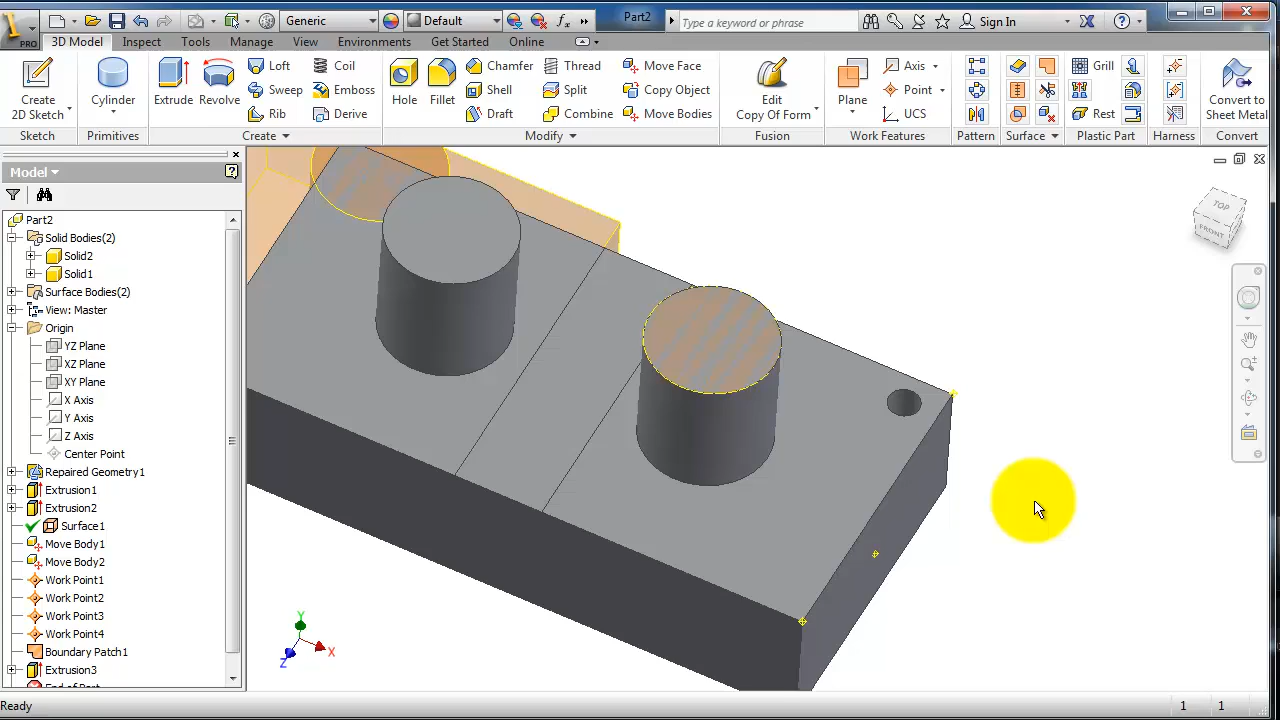 Generic
Default
fx
Part2
Type a keyword or phrase
Sign In
PRO
3D Model
Inspect
Tools
Manage
View
Environments
Get Started
Online
Create
2D Sketch
Cylinder
Extrude
Revolve
Loft
Sweep
Rib
Coil
Emboss
Derive
Hole
Fillet
Chamfer
Shell
Draft
Thread
Split
Combine
Move Face
Copy Object
Move Bodies
Edit
Copy Of Form
Plane
Axis
Point
UCS
Grill
Rest
Convert to
Sheet Metal
Sketch
Primitives
Create
Modify
Fusion
Work Features
Pattern
Surface
Plastic Part
Harness
Convert
Model
Part2
Solid Bodies(2)
Solid2
Solid1
Surface Bodies(2)
View: Master
Origin
YZ Plane
XZ Plane
XY Plane
X Axis
Y Axis
Z Axis
Center Point
Repaired Geometry1
Extrusion1
Extrusion2
Surface1
Move Body1
Move Body2
Work Point1
Work Point2
Work Point3
Work Point4
Boundary Patch1
Extrusion3
End of Part
TOP
FRONT
Y
X
Z
Ready
1
1